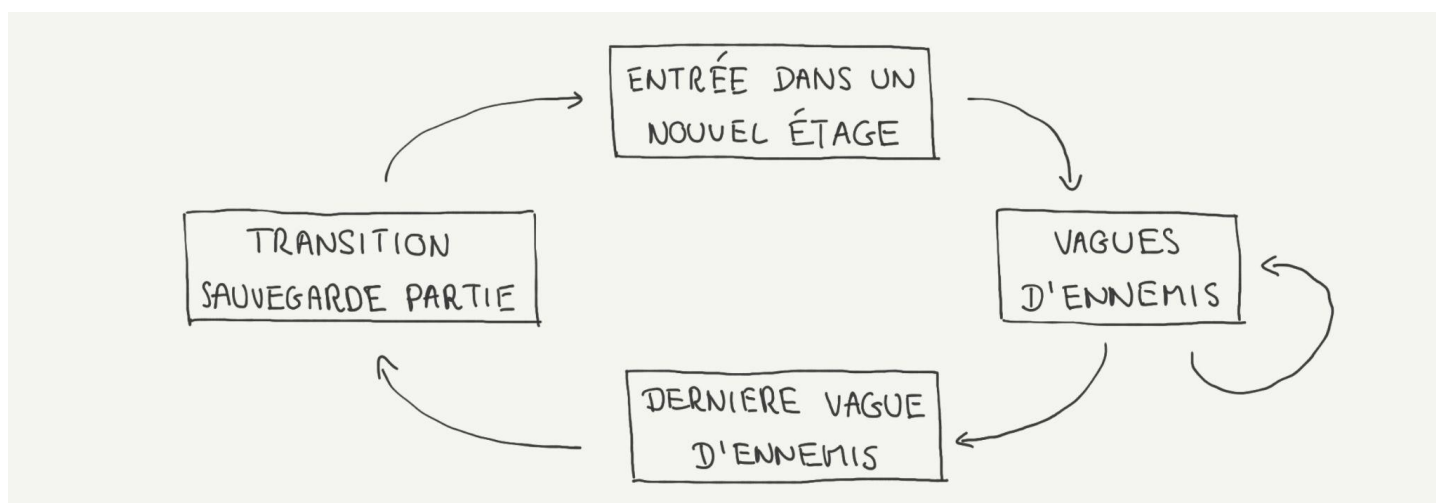 ENTRÉE DANS UN
NOUVEL ÉTAGE
TRANSITION
SAUVEGARDE PARTIE
VAGUES
D'ENNEMIS
DERNIERE VAGUE
D'ENNEMIS